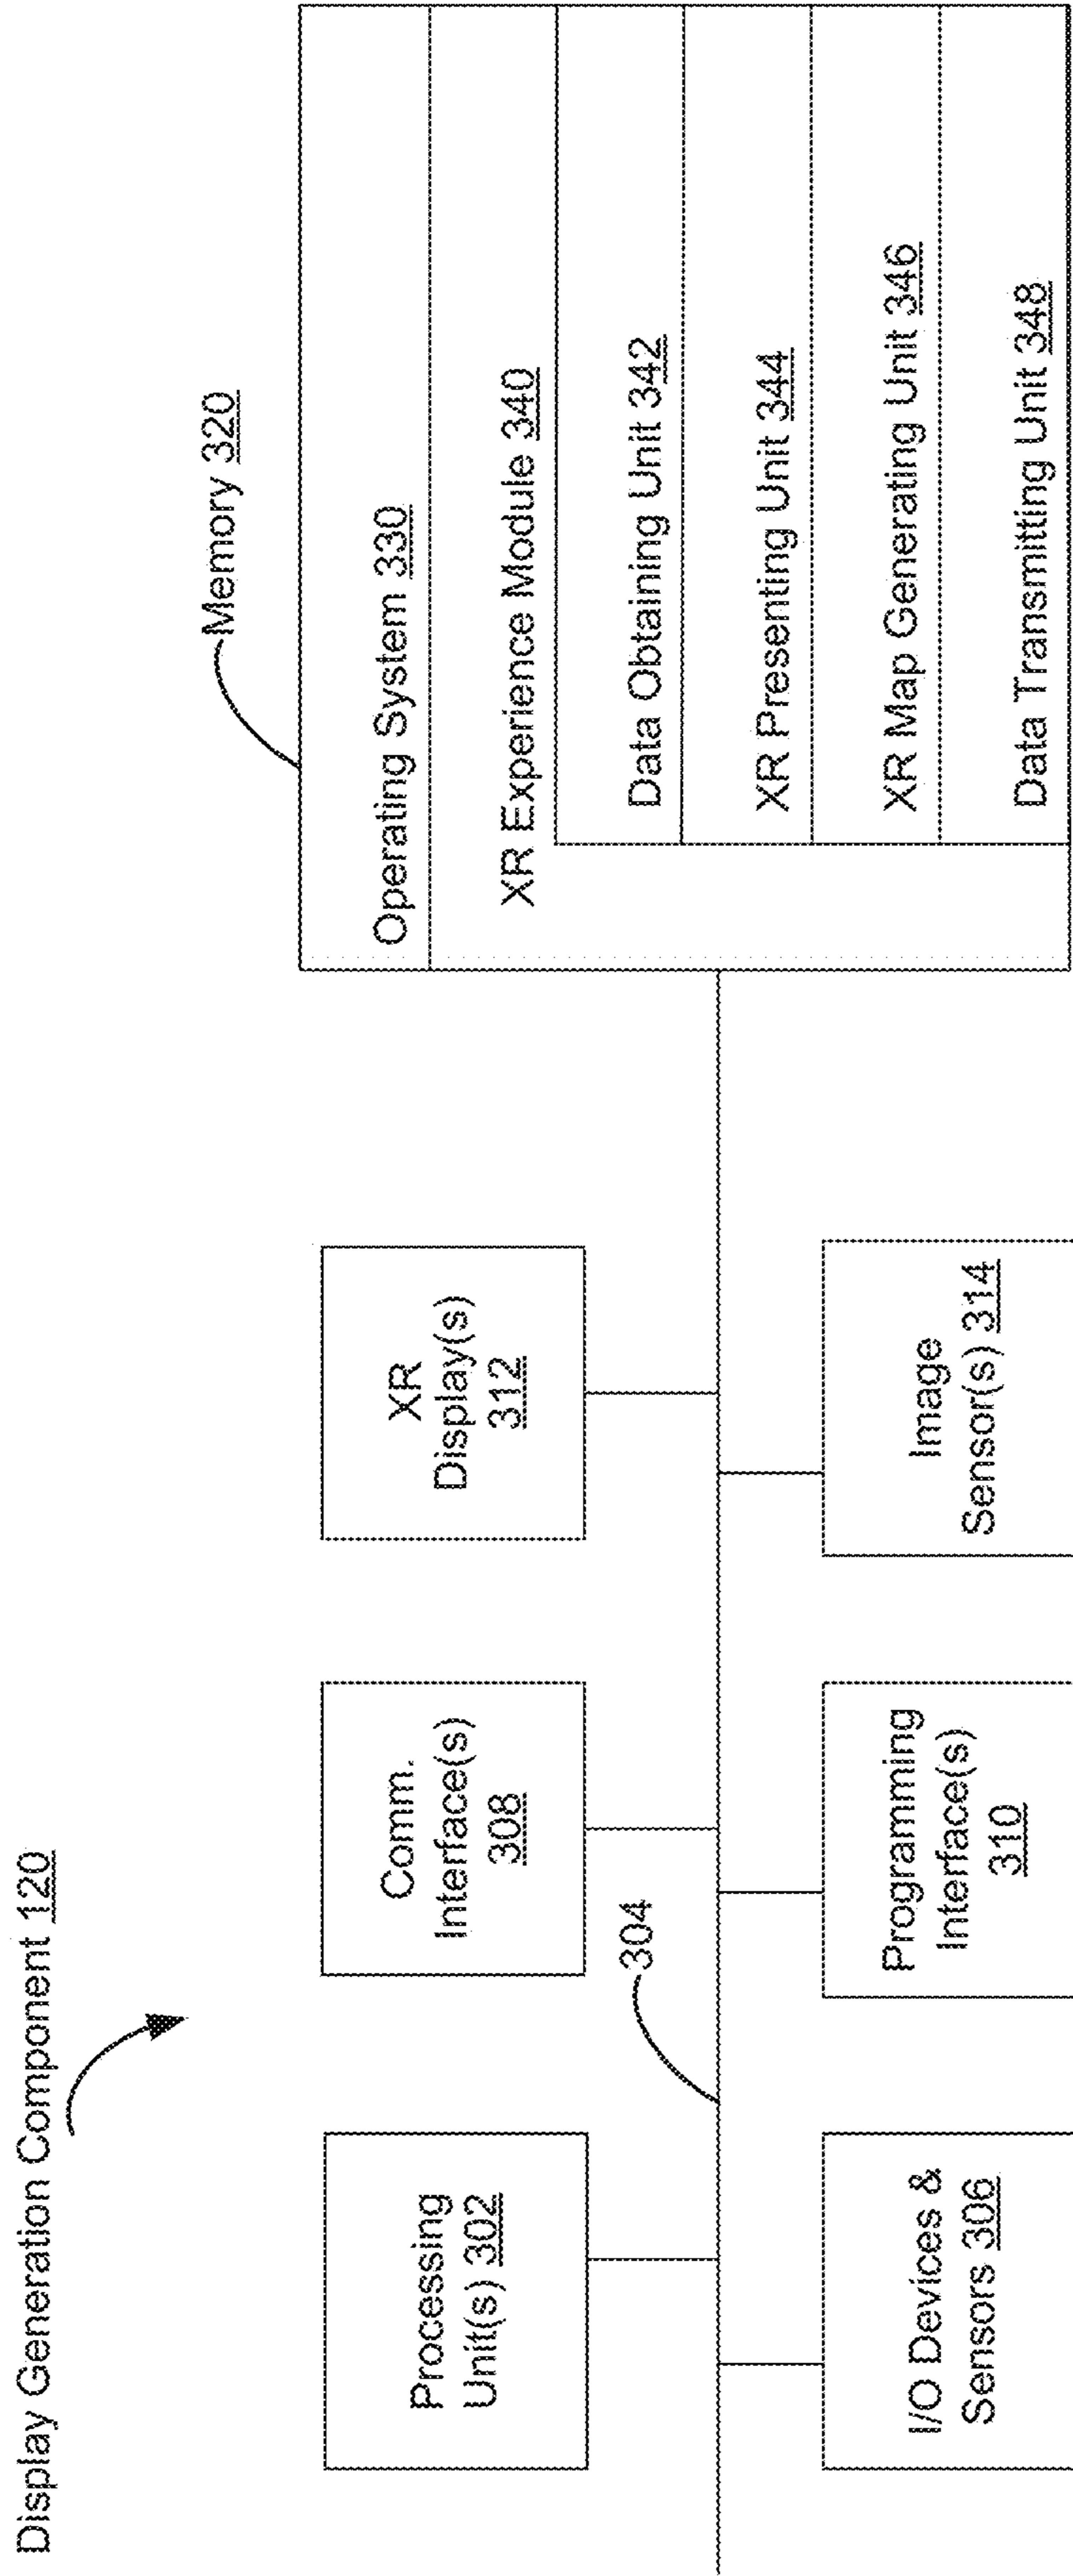 Display Generation Component 120
Processing
Unit(s) 302
Comm.
Interface(s)
308
XR
Display(s)
312
Memory 320
Operating System 330
XR Experience Module 340
Data Obtaining Unit 342
XR Presenting Unit 344
XR Map Generating Unit 346
Data Transmitting Unit 348
304
I/O Devices &
Sensors 306
Programming
Interface(s)
310
Image
Sensor(s) 314